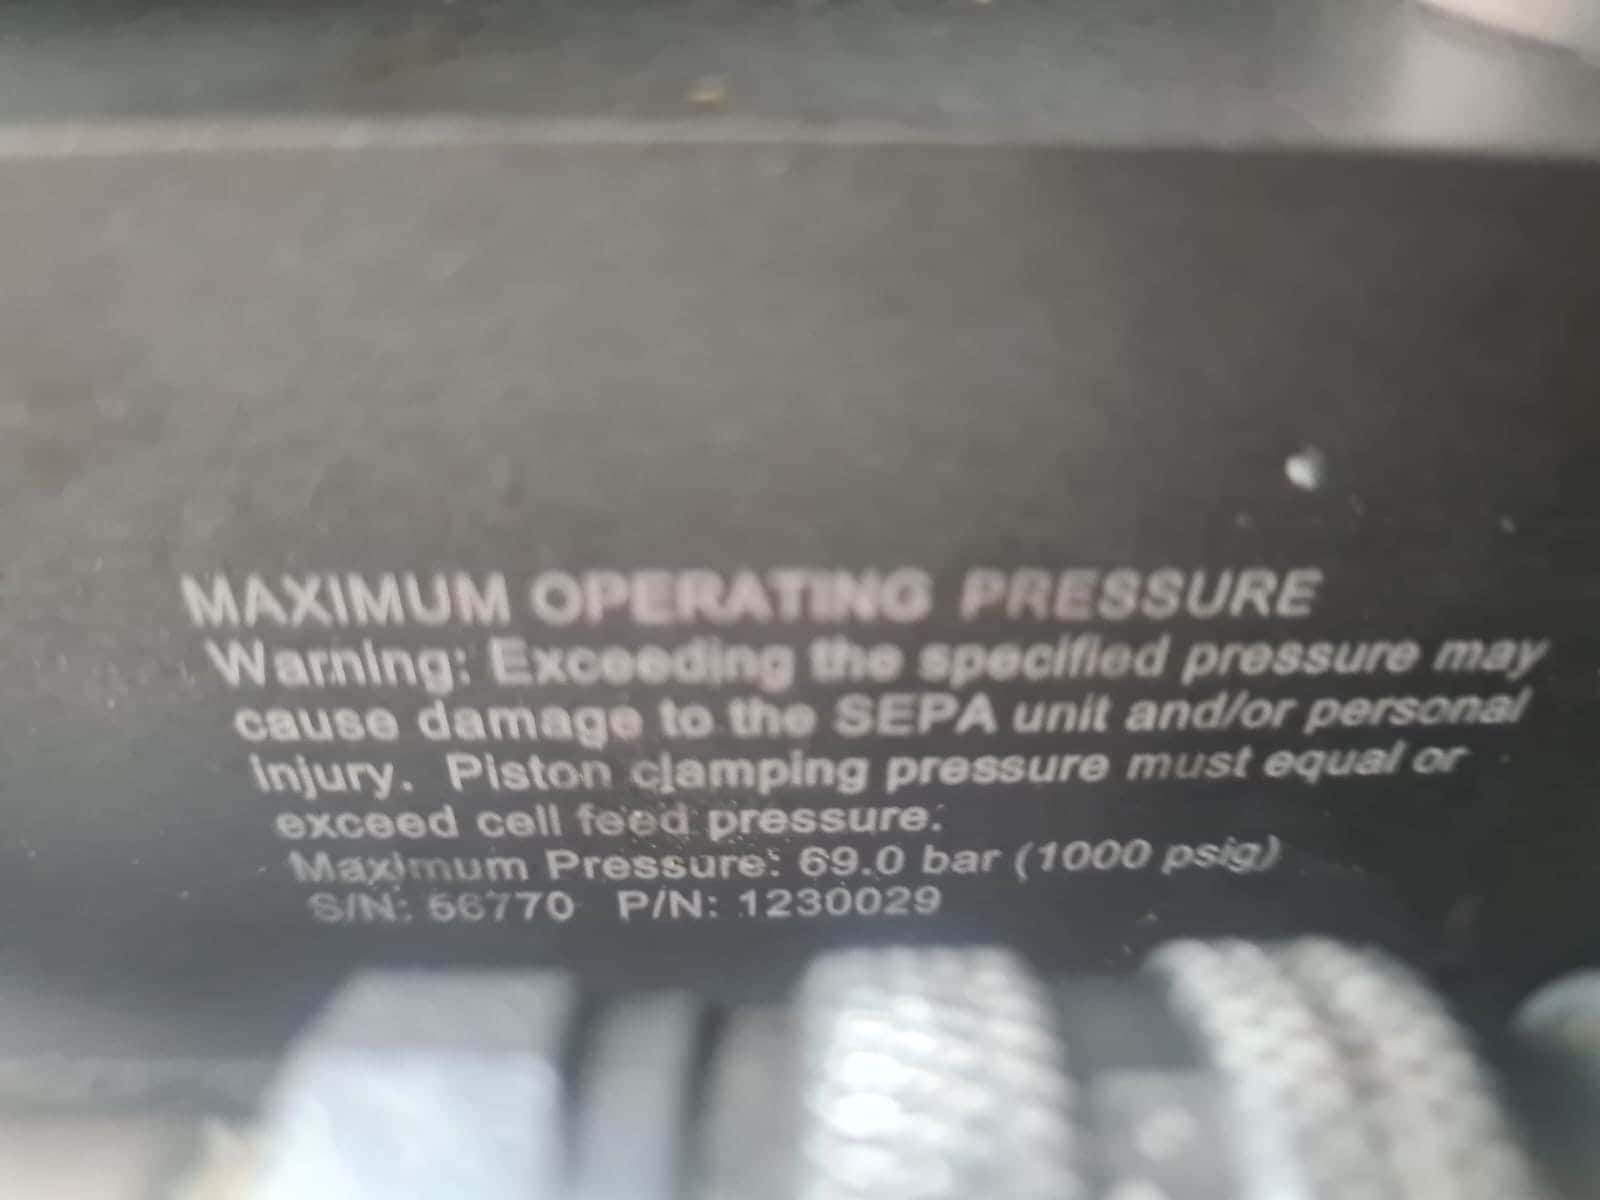 MAXIMUM OPERATING PRESSURE
Warning: Exceeding the specified pressure may
cause damage to the SEPA unit and/or personal
injury. Piston clamping pressure must equal or
exceed cell feed pressure.
Maximum Pressure: 69.0 bar (1000 psig)
S/N: 56770 P/N: 1230029